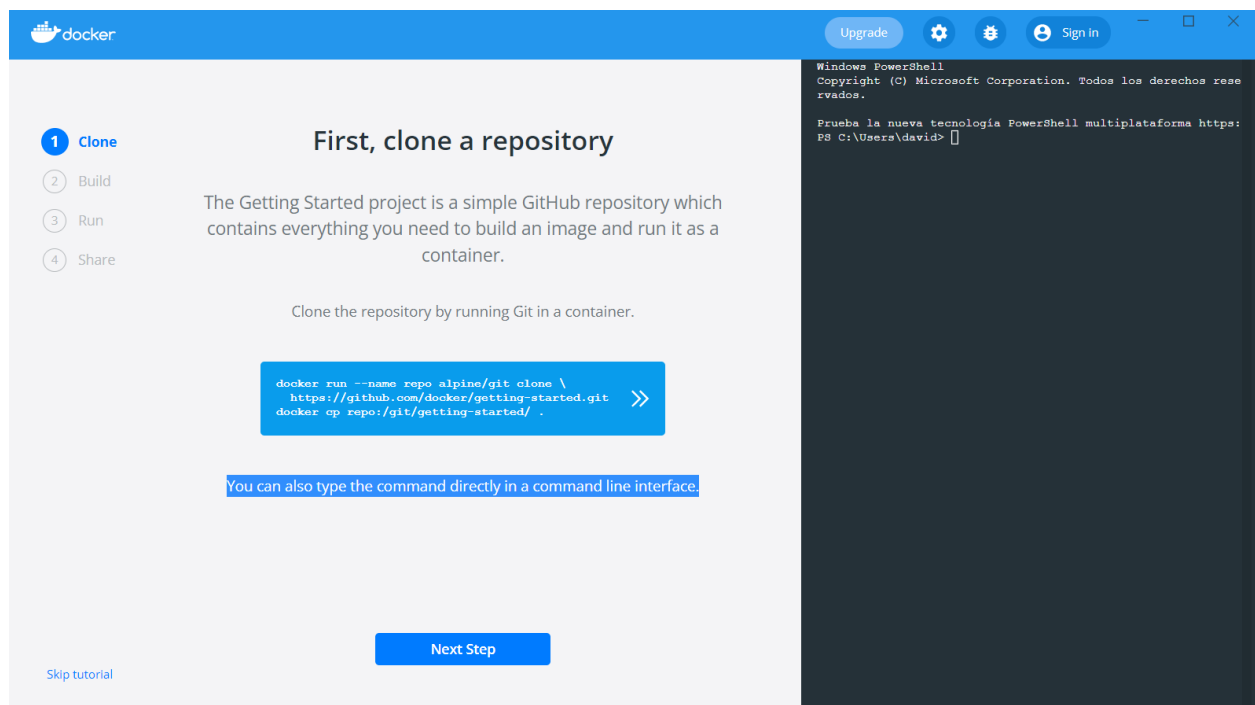 docker
Upgrade
Sign in
1 Clone
2 Build
3 Run
4 Share
First, clone a repository
The Getting Started project is a simple GitHub repository which
contains everything you need to build an image and run it as a
container.
Clone the repository by running Git in a container.
docker run --name repo alpine/git clone \
https://github.com/docker/getting-started.git
docker cp repo:/git/getting-started/ .
You can also type the command directly in a command line interface.
Next Step
Skip tutorial
Windows PowerShell
Copyright (C) Microsoft Corporation. Todos los derechos rese
rvados.
Prueba la nueva tecnología PowerShell multiplataforma https:
PS C:\Users\david>